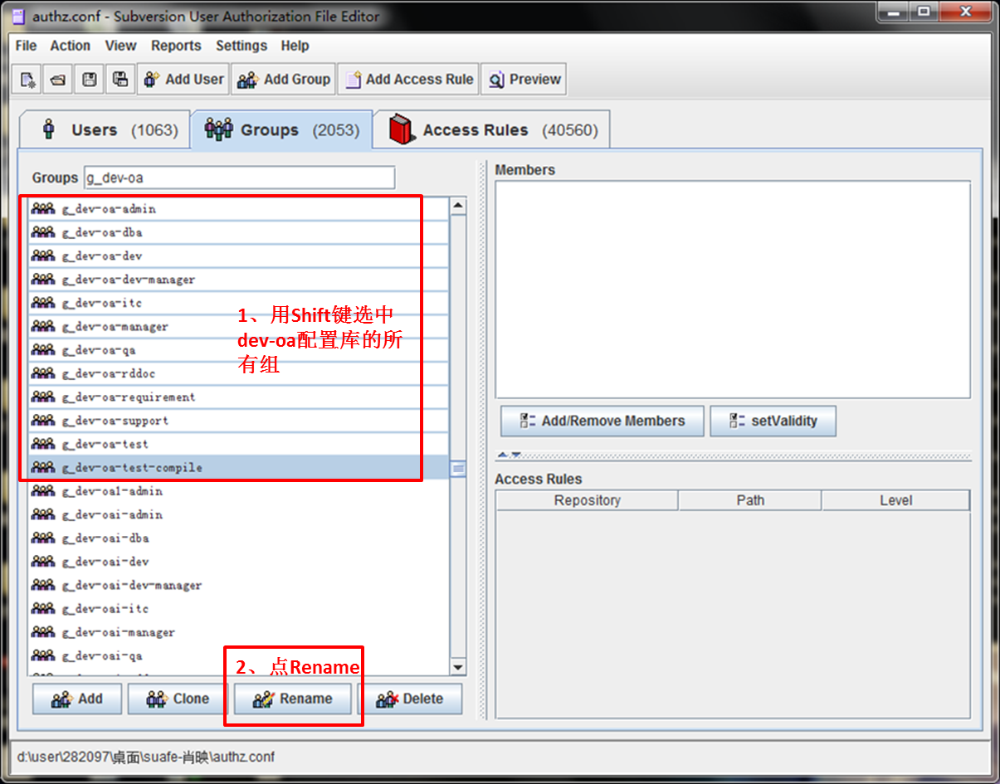 authz.conf - Subversion User Authorization File Editor
File Action View Reports Settings Help
Add User Add Group Add Access Rule Preview
Users (1063) Groups (2053) Access Rules (40560)
Groups g_dev-oa
g_dev-oa-admin
g_dev-oa-dba
g_dev-oa-dev
g_dev-oa-dev-manager
g_dev-oa-itc
g_dev-oa-manager
g_dev-oa-qa
g_dev-oa-rddoc
g_dev-oa-requirement
g_dev-oa-support
g_dev-oa-test
g_dev-oa-test-compile
g_dev-oal-admin
g_dev-oai-admin
g_dev-oai-dba
g_dev-oai-dev
g_dev-oai-dev-manager
g_dev-oai-itc
g_dev-oai-manager
g_dev-oai-qa
1、用Shift键选中
dev-oa配置库的所
有组
2、点Rename
Add Clone Rename Delete
Members
Add/Remove Members setValidity
Access Rules
Repository Path Level
d:\user\282097\桌面\suafe-肖映\authz.conf